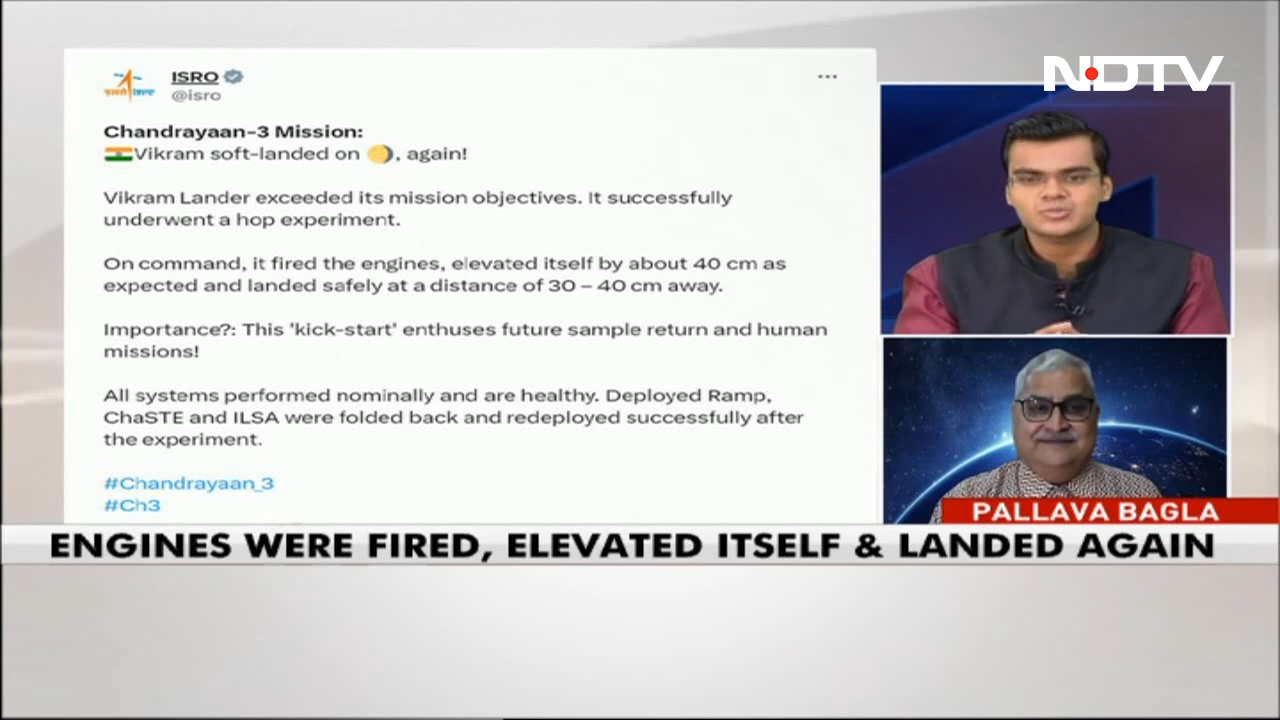 ISRO
@isro
Chandrayaan-3 Mission:
Vikram soft-landed on 🌖, again!
Vikram Lander exceeded its mission objectives. It successfully
underwent a hop experiment.
On command, it fired the engines, elevated itself by about 40 cm as
expected and landed safely at a distance of 30 – 40 cm away.
Importance?: This 'kick-start' enthuses future sample return and human
missions!
All systems performed nominally and are healthy. Deployed Ramp,
ChaSTE and ILSA were folded back and redeployed successfully after
the experiment.
#Chandrayaan_3
#Ch3
NDTV
PALLAVA BAGLA
ENGINES WERE FIRED, ELEVATED ITSELF & LANDED AGAIN